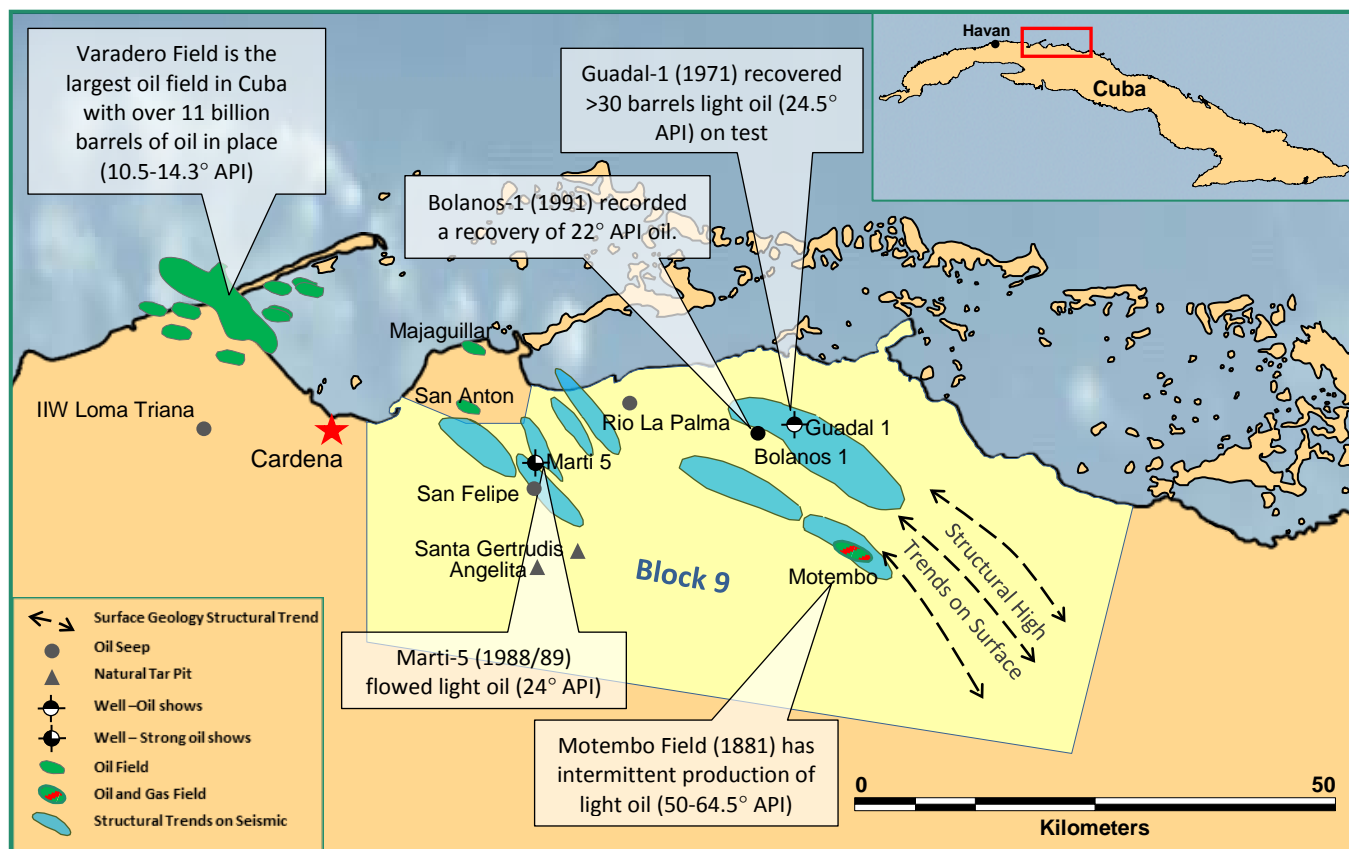 Varadero Field is the
largest oil field in Cuba
with over 11 billion
barrels of oil in place
(10.5-14.3° API)
Guadal-1 (1971) recovered
>30 barrels light oil (24.5°
API) on test
Havan
Cuba
Bolanos-1 (1991) recorded
a recovery of 22° API oil.
Majaguillar
San Anton
IIW Loma Triana
Cardena
Rio La Palma
Guadal 1
Bolanos 1
Marti 5
San Felipe
Santa Gertrudis
Angelita
Block 9
Motembo
Structural High
Trends on Surface
Marti-5 (1988/89)
flowed light oil (24° API)
Motembo Field (1881) has
intermittent production of
light oil (50-64.5° API)
Surface Geology Structural Trend
Oil Seep
Natural Tar Pit
Well –Oil shows
Well – Strong oil shows
Oil Field
Oil and Gas Field
Structural Trends on Seismic
0 50
Kilometers